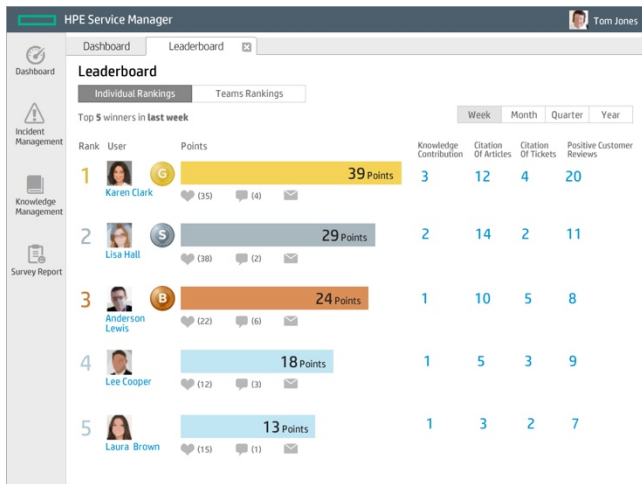 HPE Service Manager
Tom Jones
Dashboard
Leaderboard
Dashboard
Incident
Management
Knowledge
Management
Survey Report
Leaderboard
Individual Rankings
Teams Rankings
Top 5 winners in last week
Week Month Quarter Year
Rank User Points
Knowledge
Contribution
Citation
Of Articles
Citation
Of Tickets
Positive Customer
Reviews
1 G 39 Points 3 12 4 20
Karen Clark (35) (4)
2 S 29 Points 2 14 2 11
Lisa Hall (38) (2)
3 B 24 Points 1 10 5 8
Anderson
Lewis (22) (6)
4 18 Points 1 5 3 9
Lee Cooper (12) (3)
5 13 Points 1 3 2 7
Laura Brown (15) (1)